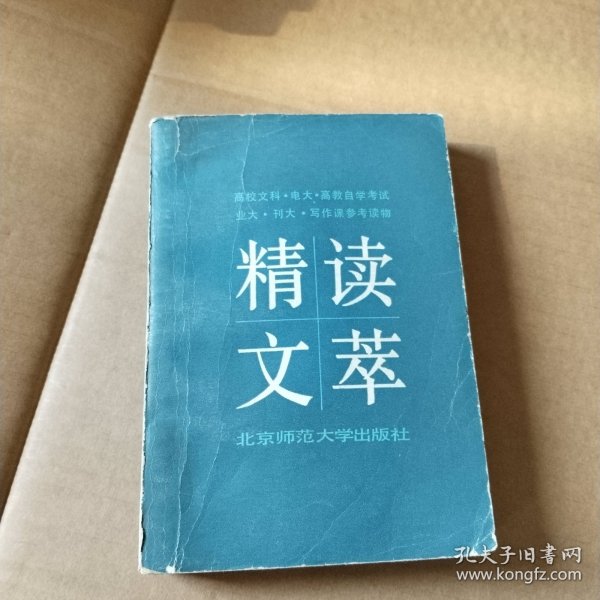 高校文科·电大·高教自学考试
业大·刊大·写作课参考读物
精读
文萃
北京师范大学出版社
孔夫子旧书网
www.kongfz.com